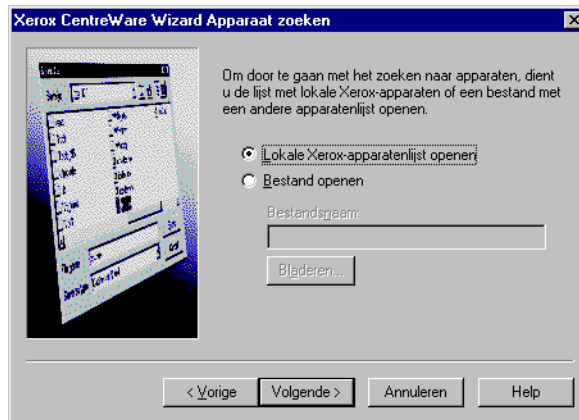 Xerox CentreWare Wizard Apparaat zoeken
Om door te gaan met het zoeken naar apparaten, dient
u de lijst met lokale Xerox-apparaten of een bestand met
een andere apparatenlijst openen.
Lokale Xerox-apparatenlijst openen
Bestand openen
Bestandsnaam:
Bladeren...
< Vorige
Volgende >
Annuleren
Help